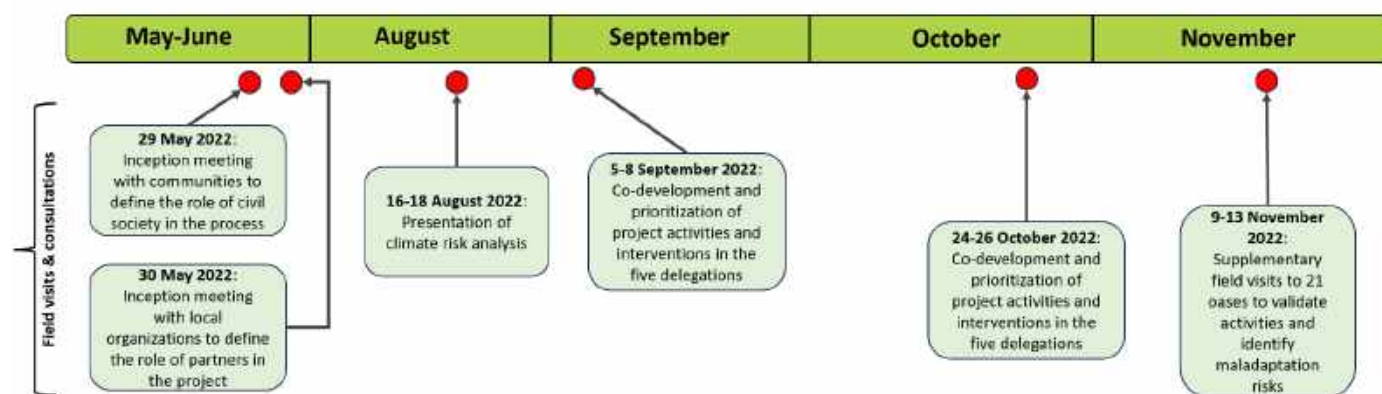 May-June
August
September
October
November
Field visits & consultations
29 May 2022:
Inception meeting
with communities to
define the role of civil
society in the process
30 May 2022:
Inception meeting
with local
organizations to define
the role of partners in
the project
16-18 August 2022:
Presentation of
climate risk analysis
5-8 September 2022:
Co-development and
prioritization of
project activities and
interventions in the
five delegations
24-26 October 2022:
Co-development and
prioritization of
project activities and
interventions in the
five delegations
9-13 November
2022:
Supplementary
field visits to 21
oases to validate
activities and
identify
maladaptation
risks